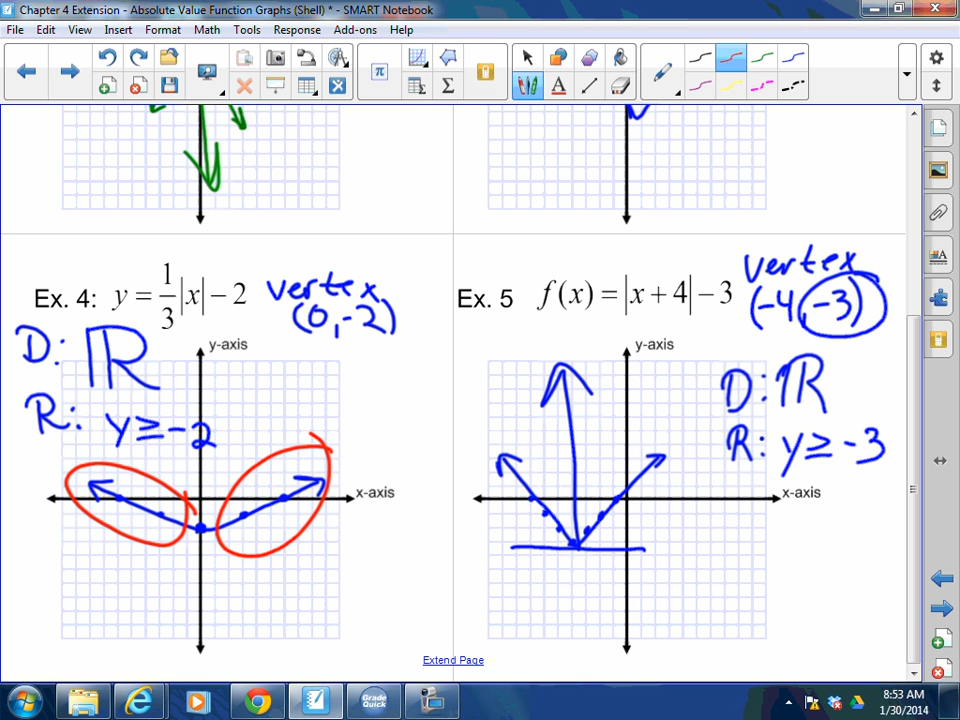 Chapter 4 Extension - Absolute Value Function Graphs (Shell) * - SMART Notebook
File Edit View Insert Format Math Tools Response Add-ons Help
π
Σ
A
Ex. 4: y = 1/3 |x| − 2
vertex
(0, -2)
D: ℝ
R: y ≥ -2
y-axis
x-axis
Ex. 5 f(x) = |x + 4| − 3
vertex
(-4, -3)
D: ℝ
R: y ≥ -3
y-axis
x-axis
Extend Page
Grade
Quick
8:53 AM
1/30/2014